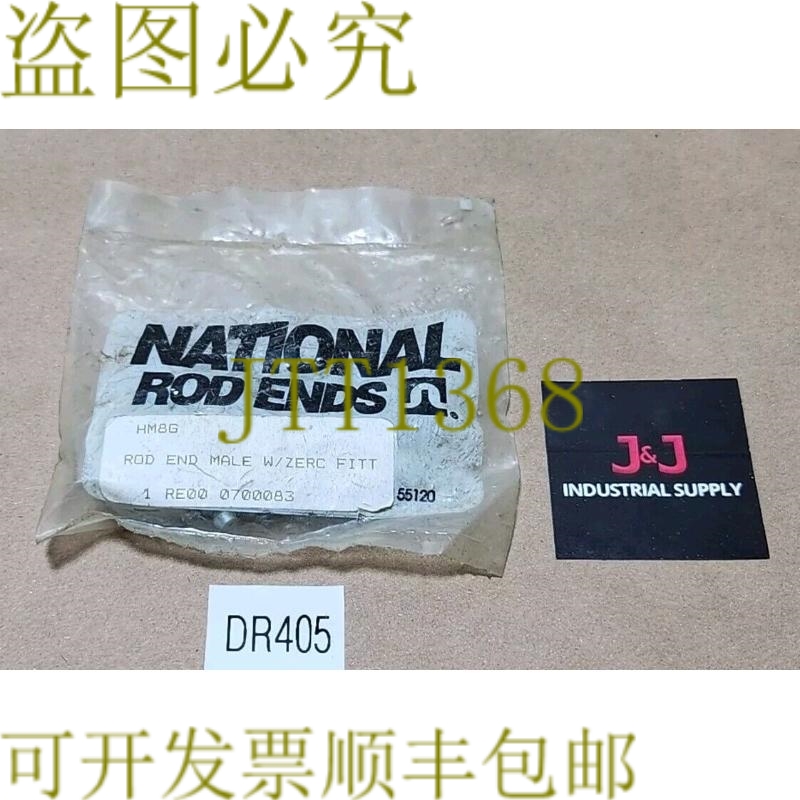 盗图必究
NATIONAL
ROD ENDS
HM8G
ROD END MALE W/ZERC FITT
1 RE00 0700083
55120
JTT1368
J&J
INDUSTRIAL SUPPLY
DR405
可开发票顺丰包邮